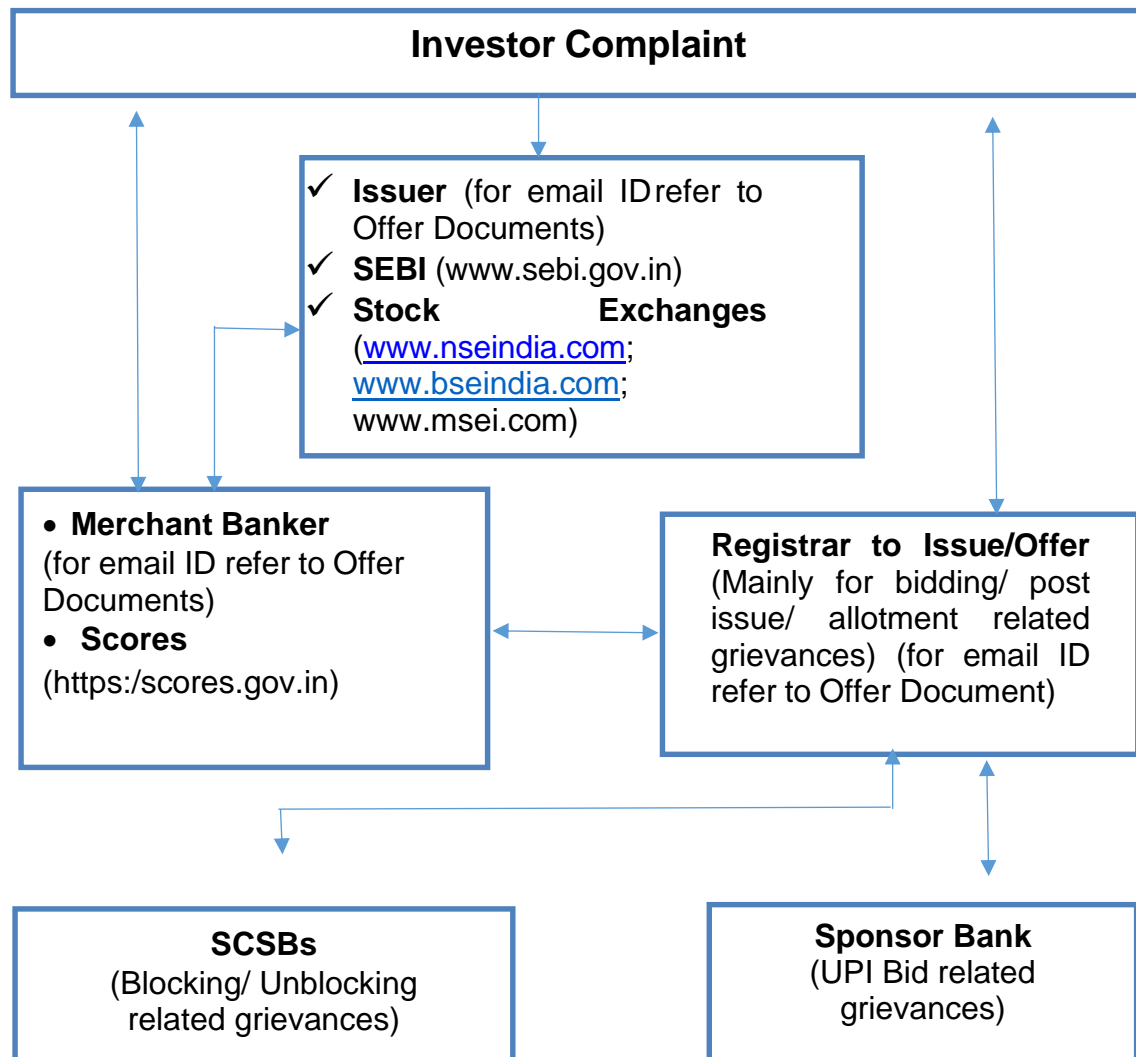 Investor Complaint
✓ Issuer (for email ID refer to
Offer Documents)
✓ SEBI (www.sebi.gov.in)
✓ Stock Exchanges
(www.nseindia.com;
www.bseindia.com;
www.msei.com)
• Merchant Banker
(for email ID refer to Offer
Documents)
• Scores
(https:/scores.gov.in)
Registrar to Issue/Offer
(Mainly for bidding/ post
issue/ allotment related
grievances) (for email ID
refer to Offer Document)
SCSBs
(Blocking/ Unblocking
related grievances)
Sponsor Bank
(UPI Bid related
grievances)